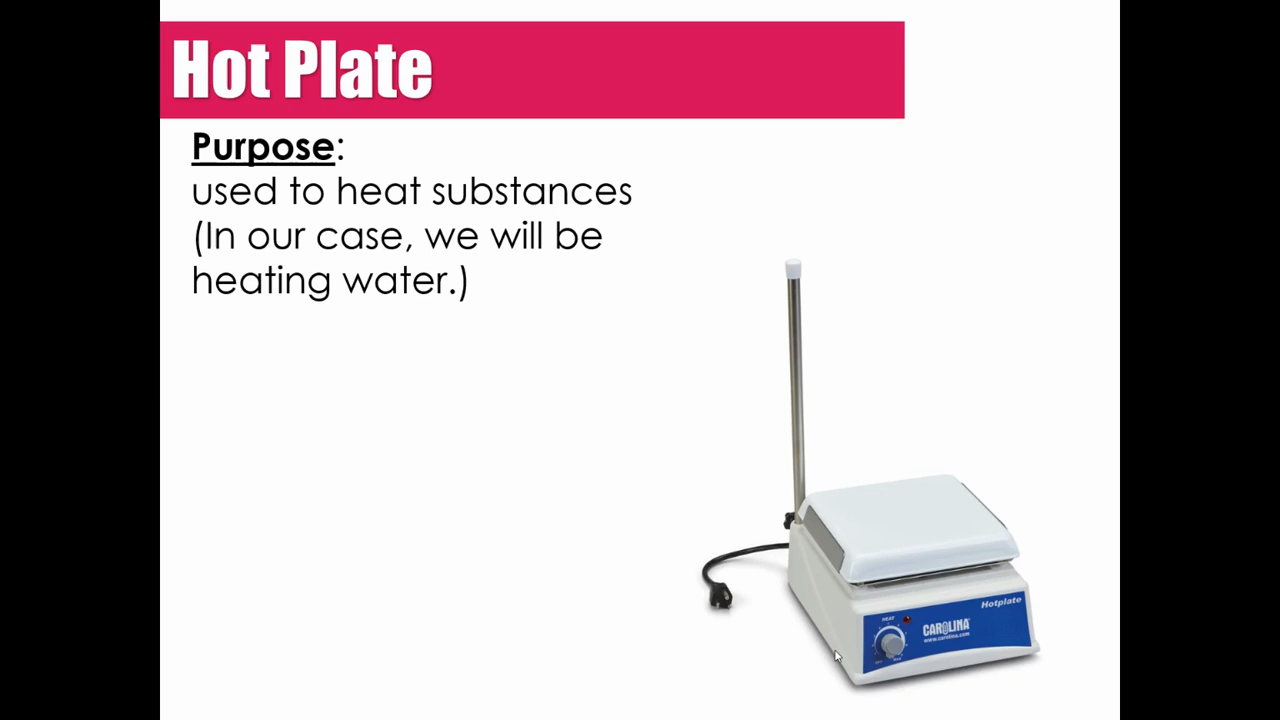 Hot Plate
Purpose:
used to heat substances
(In our case, we will be
heating water.)
Hotplate
HEAT
CAROLINA
www.carolina.com